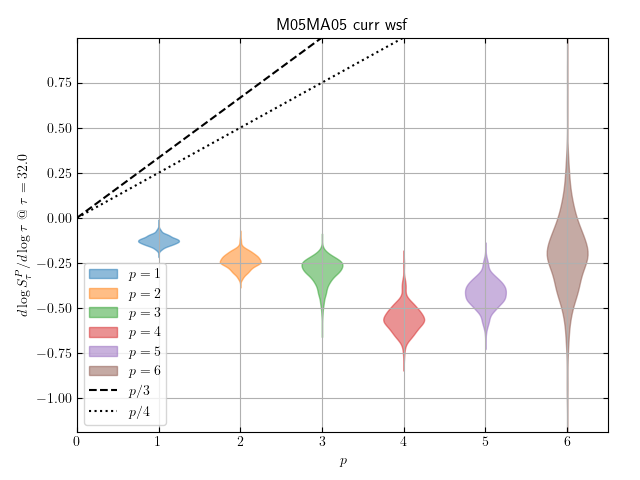 M05MA05 curr wsf
d log S_τ^P / d log τ @ τ = 32.0
0.75
0.50
0.25
0.00
−0.25
−0.50
−0.75
−1.00
p = 1
p = 2
p = 3
p = 4
p = 5
p = 6
p/3
p/4
0 1 2 3 4 5 6
p